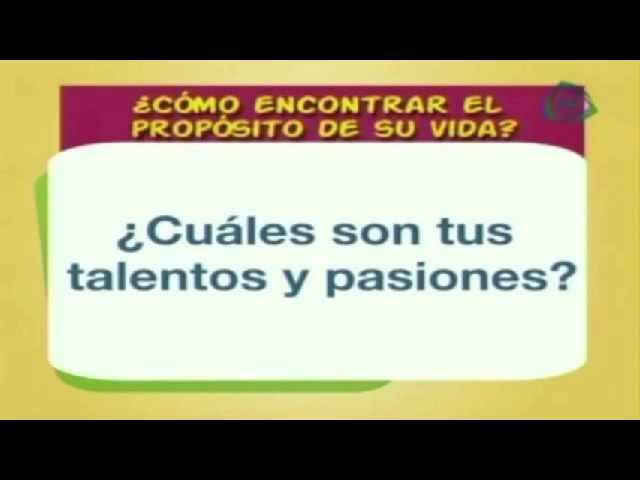 ¿CÓMO ENCONTRAR EL
PROPÓSITO DE SU VIDA?
¿Cuáles son tus
talentos y pasiones?